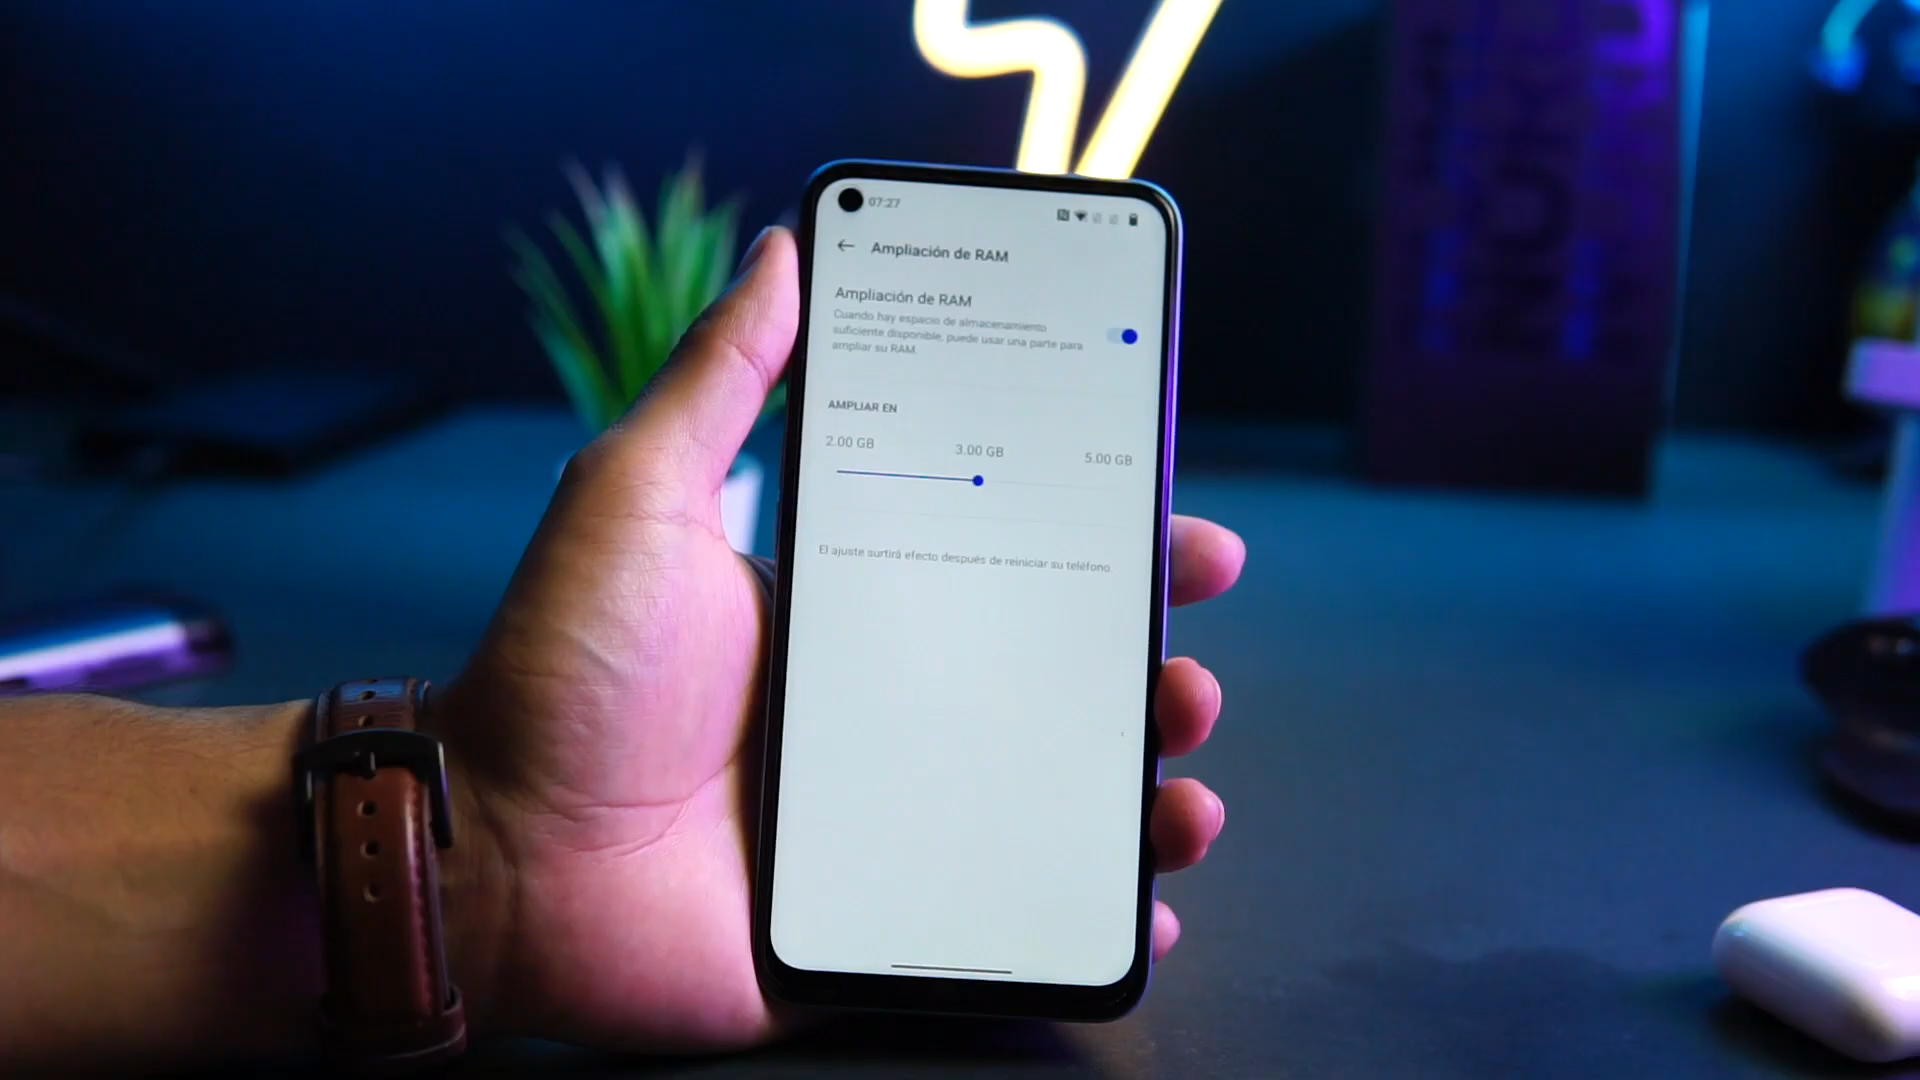 07:27
Ampliación de RAM
Ampliación de RAM
Cuando hay espacio de almacenamiento
suficiente disponible, puede usar una parte para
ampliar su RAM.
AMPLIAR EN
2.00 GB 3.00 GB 5.00 GB
El ajuste surtirá efecto después de reiniciar su teléfono.